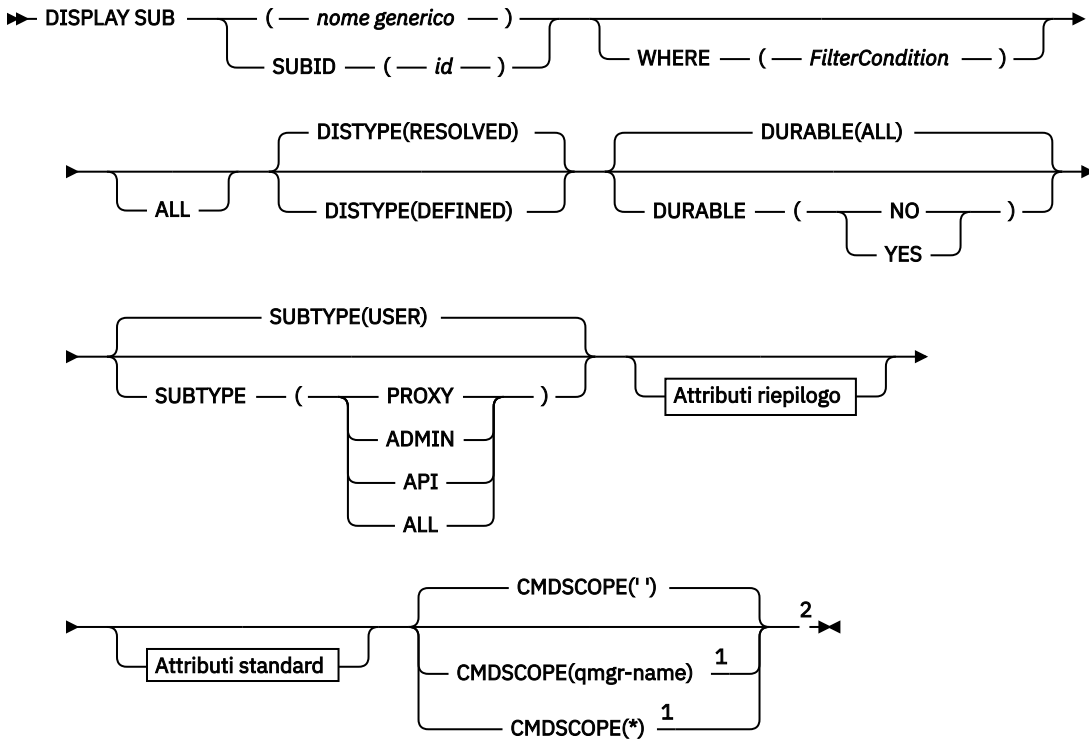 DISPLAY SUB ( nome generico )
SUBID ( id )
WHERE ( FilterCondition )
ALL
DISTYPE(RESOLVED)
DISTYPE(DEFINED)
DURABLE(ALL)
DURABLE ( NO )
YES
SUBTYPE(USER)
SUBTYPE ( PROXY )
ADMIN
API
ALL
Attributi riepilogo
Attributi standard
CMDSCOPE(' ')
CMDSCOPE(qmgr-name) 1
CMDSCOPE(*) 1
2